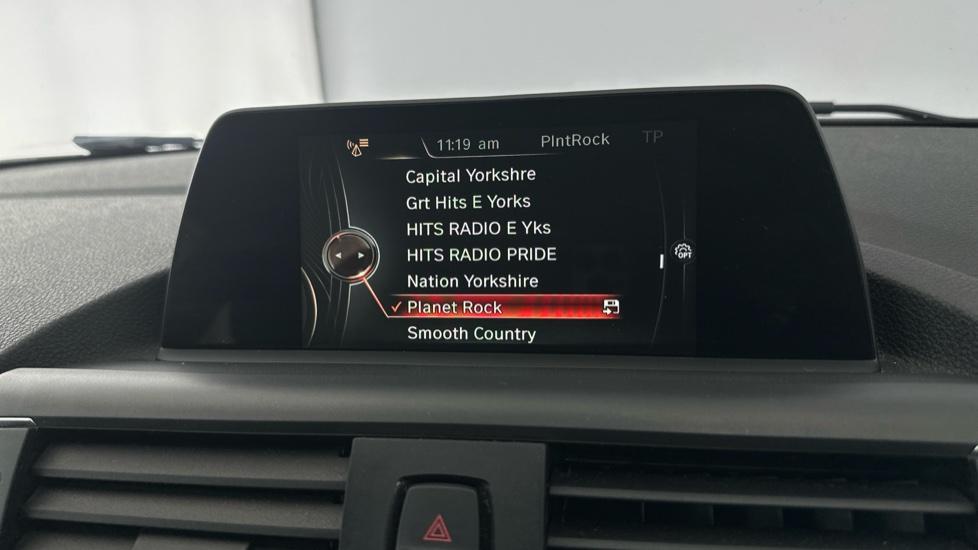 11:19 am PlntRock TP
Capital Yorkshre
Grt Hits E Yorks
HITS RADIO E Yks
HITS RADIO PRIDE
Nation Yorkshire
OPT
Planet Rock
Smooth Country